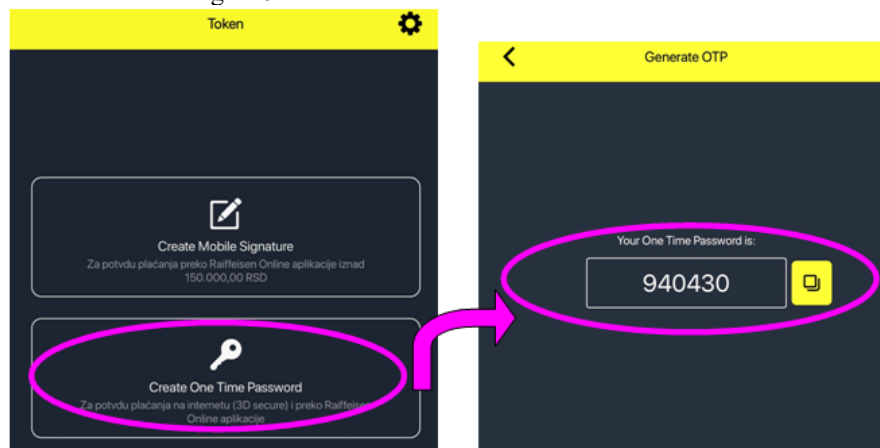 Token
Create Mobile Signature
Za potvdu plaćanja preko Raiffeisen Online aplikacije iznad
150.000,00 RSD
Create One Time Password
Za potvdu plaćanja na internetu (3D secure) i preko Raiffeisen
Online aplikacije
Generate OTP
Your One Time Password is:
940430